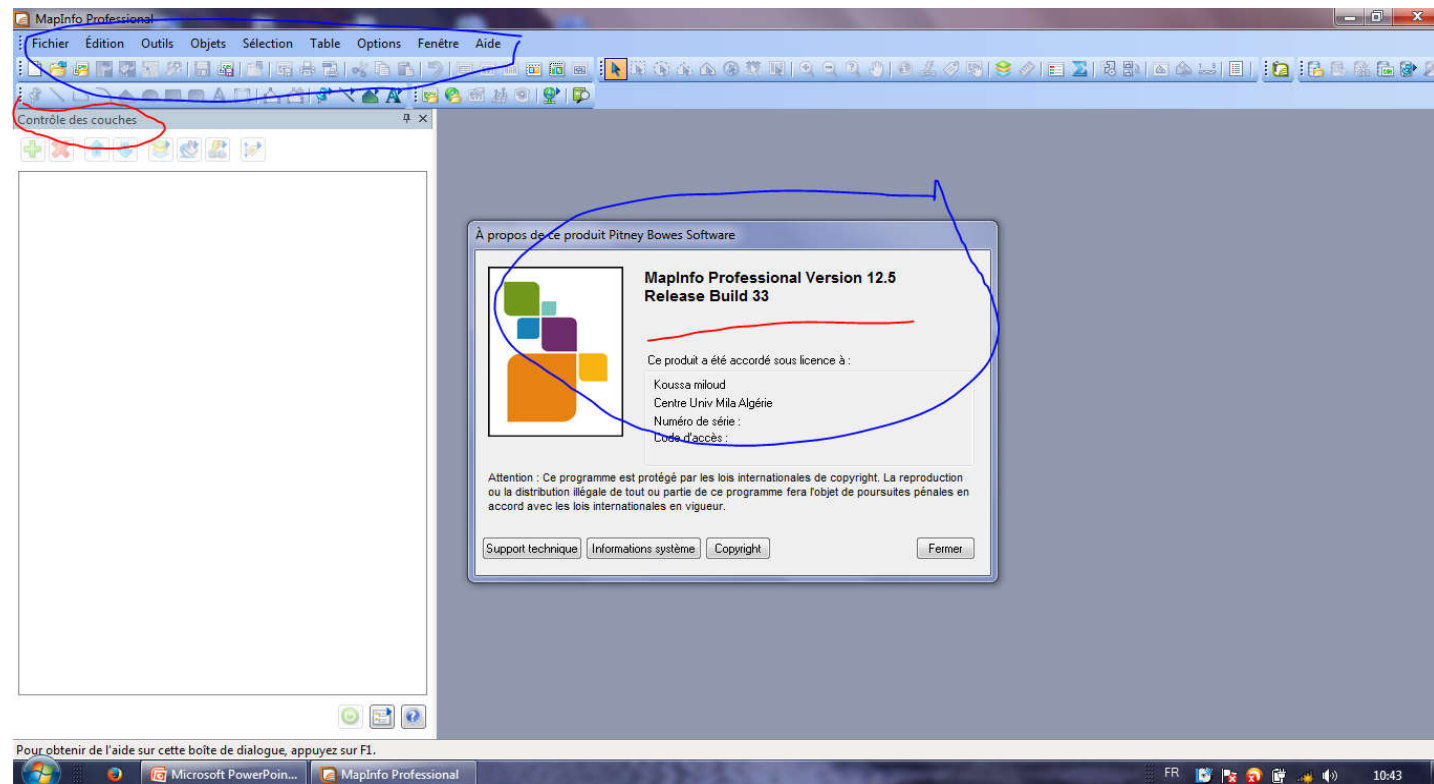 MapInfo Professional
Fichier Édition Outils Objets Sélection Table Options Fenêtre Aide
Contrôle des couches
À propos de ce produit Pitney Bowes Software
MapInfo Professional Version 12.5
Release Build 33
Ce produit a été accordé sous licence à :
Koussa miloud
Centre Univ Mila Algérie
Numéro de série :
Code d'accès :
Attention : Ce programme est protégé par les lois internationales de copyright. La reproduction
ou la distribution illégale de tout ou partie de ce programme fera l'objet de poursuites pénales en
accord avec les lois internationales en vigueur.
Support technique Informations système Copyright Fermer
Pour obtenir de l'aide sur cette boîte de dialogue, appuyez sur F1.
Microsoft PowerPoin... MapInfo Professional FR 10:43